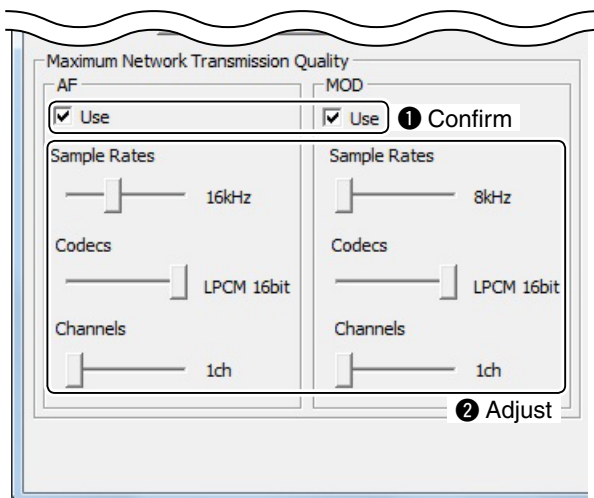 Maximum Network Transmission Quality
AF MOD
Use Use ❶ Confirm
Sample Rates Sample Rates
16kHz 8kHz
Codecs Codecs
LPCM 16bit LPCM 16bit
Channels Channels
1ch 1ch
❷ Adjust